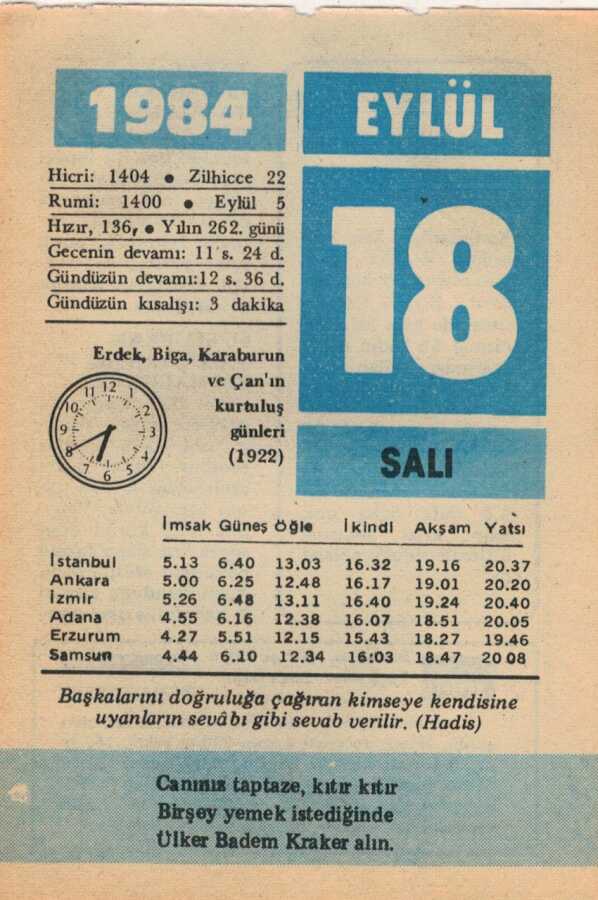 1984
EYLÜL
Hicri: 1404 ● Zilhicce 22
Rumi: 1400 ● Eylül 5
Hızır, 136, ● Yılın 262. günü
Gecenin devamı: 11 s. 24 d.
Gündüzün devamı:12 s. 36 d.
Gündüzün kısalışı: 3 dakika
18
SALI
Erdek, Biga, Karaburun
ve Çan'ın
kurtuluş
günleri
(1922)
11 12 1
10 2
9 3
8 4
7 6 5
İmsak Güneş Öğle İkindi Akşam Yatsı
İstanbul 5.13 6.40 13.03 16.32 19.16 20.37
Ankara 5.00 6.25 12.48 16.17 19.01 20.20
İzmir 5.26 6.48 13.11 16.40 19.24 20.40
Adana 4.55 6.16 12.38 16.07 18.51 20.05
Erzurum 4.27 5.51 12.15 15.43 18.27 19.46
Samsun 4.44 6.10 12.34 16:03 18.47 20 08
Başkalarını doğruluğa çağıran kimseye kendisine
uyanların sevâbı gibi sevab verilir. (Hadis)
Canınız taptaze, kıtır kıtır
Birşey yemek istediğinde
Ülker Badem Kraker alın.